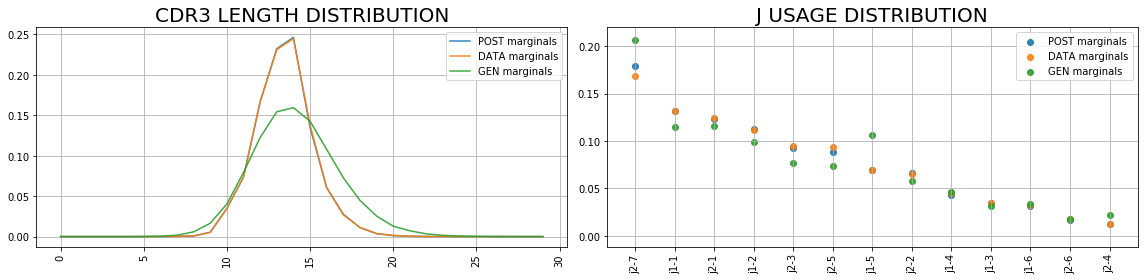 CDR3 LENGTH DISTRIBUTION
0.25
0.20
0.15
0.10
0.05
0.00
POST marginals
DATA marginals
GEN marginals
0
5
10
15
20
25
30
J USAGE DISTRIBUTION
0.20
0.15
0.10
0.05
0.00
POST marginals
DATA marginals
GEN marginals
j2-7
j1-1
j2-1
j1-2
j2-3
j2-5
j1-5
j2-2
j1-4
j1-3
j1-6
j2-6
j2-4